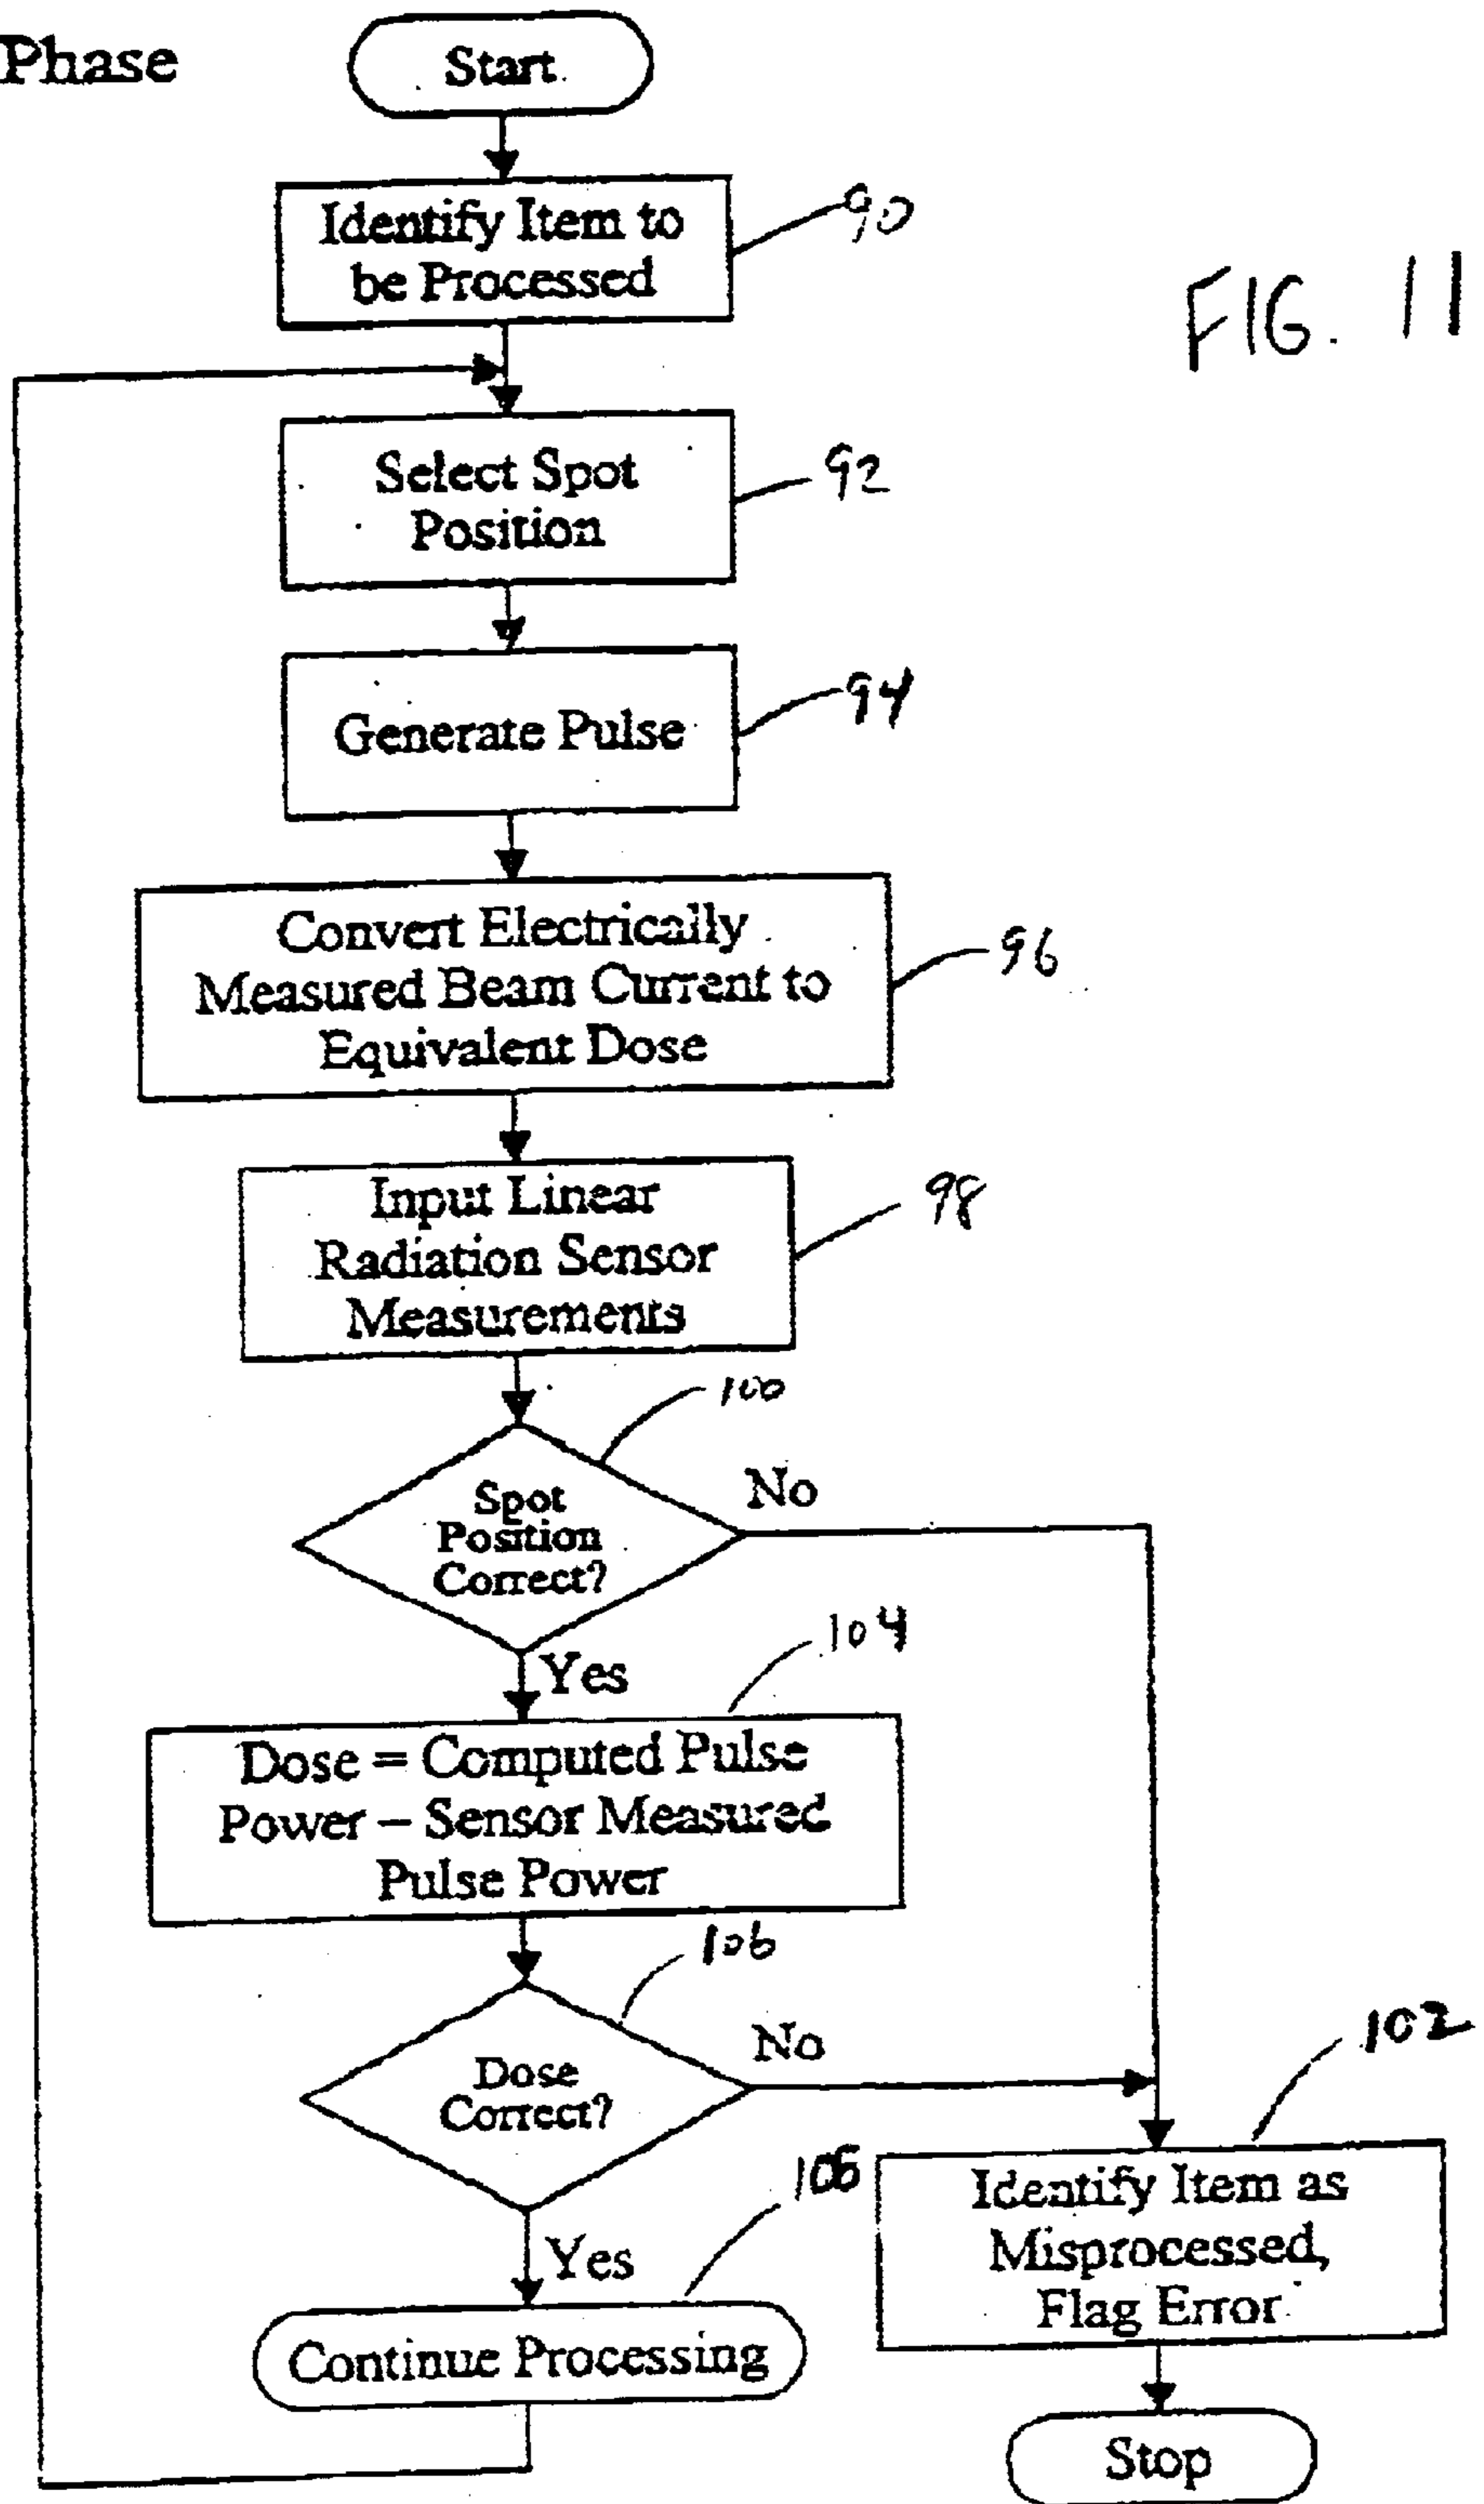 Phase
Start
Identify Item to
be Processed
90
FIG. 11
Select Spot
Position
92
Generate Pulse
94
Convert Electrically
Measured Beam Current to
Equivalent Dose
96
Input Linear
Radiation Sensor
Measurements
98
100
Spot
Position
Correct?
No
Yes
104
Dose = Computed Pulse
Power – Sensor Measured
Pulse Power
106
Dose
Correct?
No
Yes
102
Identify Item as
Misprocessed,
Flag Error
Continue Processing
Stop